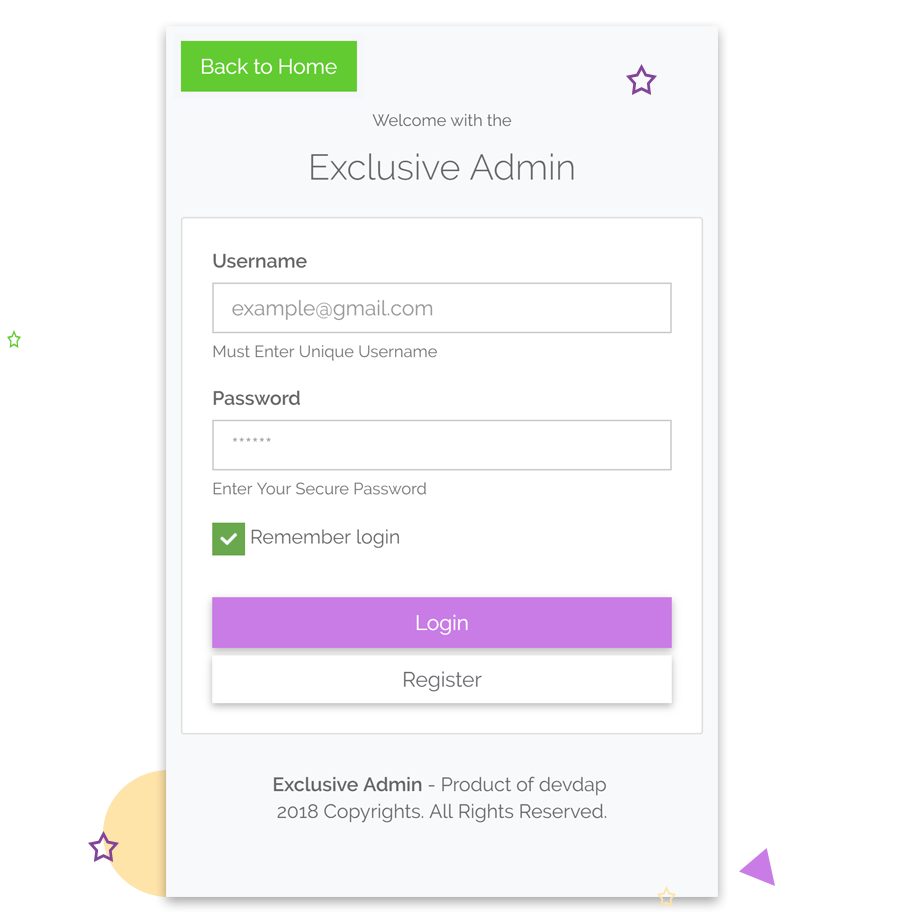 Back to Home
Welcome with the
Exclusive Admin
Username
example@gmail.com
Must Enter Unique Username
Password
******
Enter Your Secure Password
Remember login
Login
Register
Exclusive Admin - Product of devdap
2018 Copyrights. All Rights Reserved.